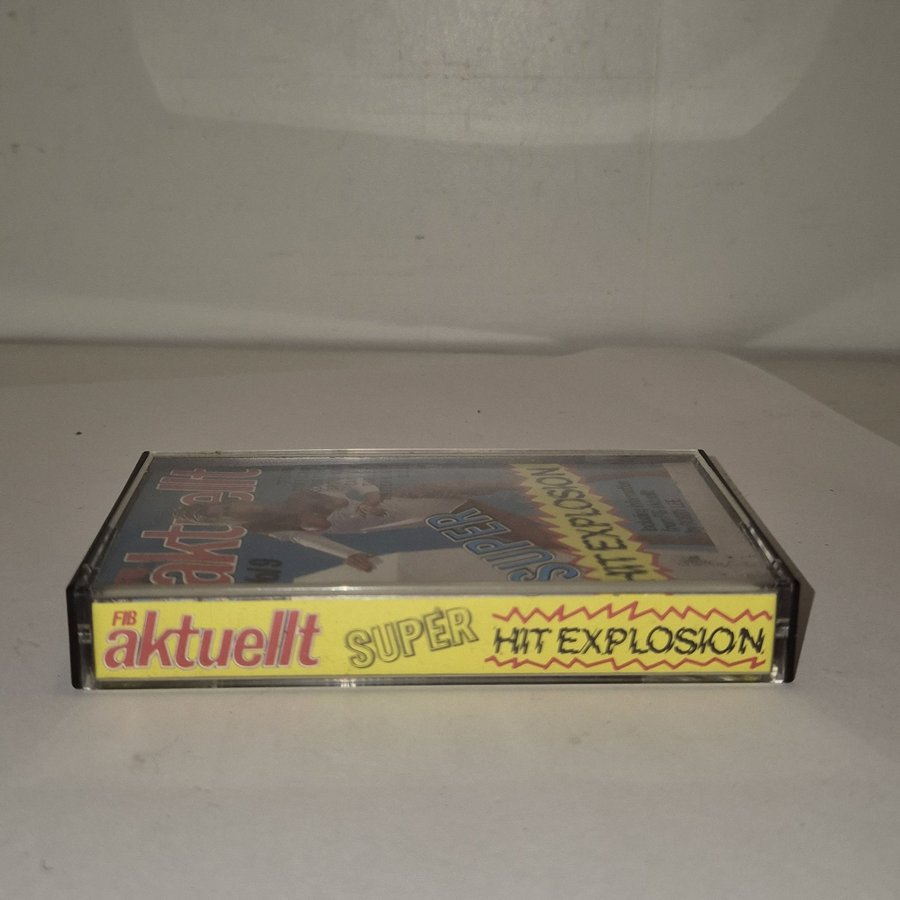 FIB
aktuellt SUPER HIT EXPLOSION
aktuellt
SUPER
HIT EXPLOSION